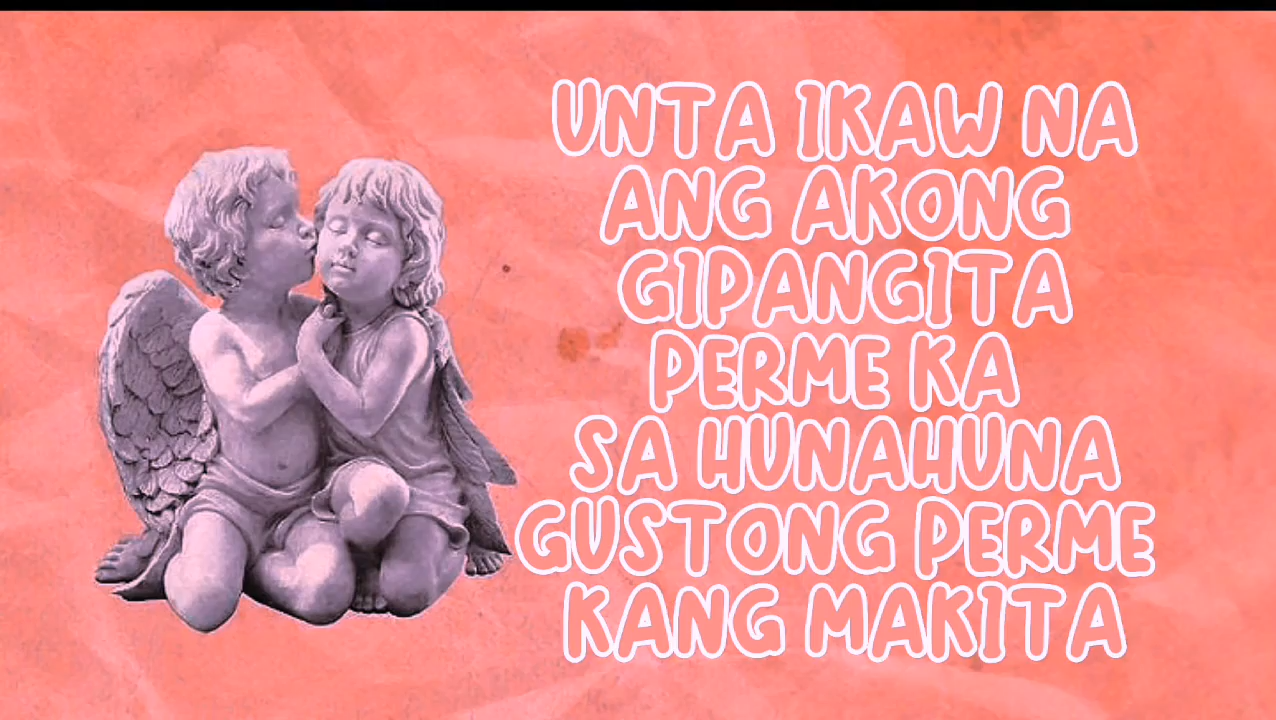 UNTA IKAW NA
ANG AKONG
GIPANGITA
PERME KA
SA HUNAHUNA
GUSTONG PERME
KANG MAKITA